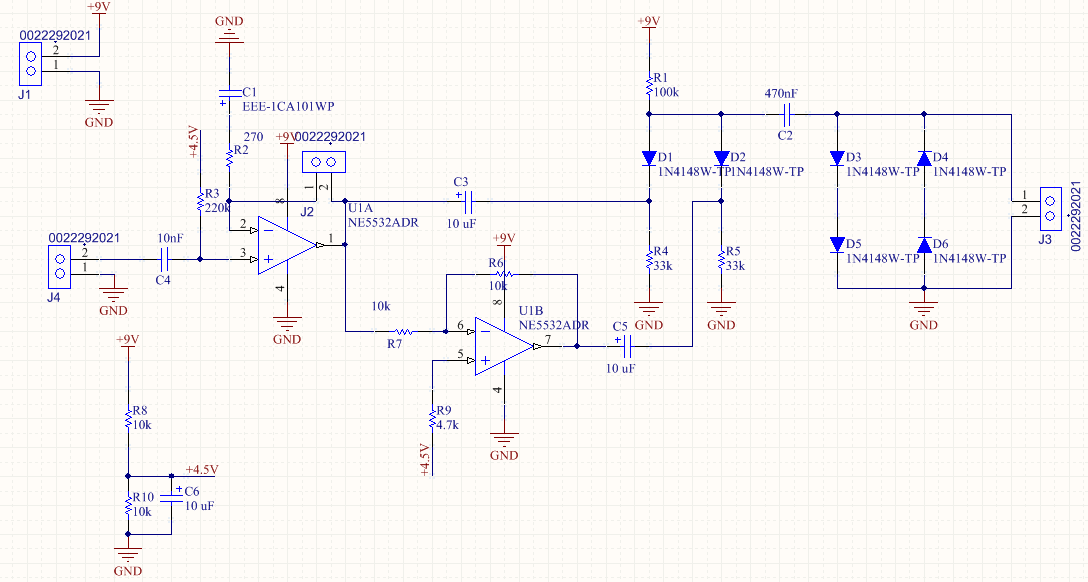 +9V
0022292021
2
1
J1
GND
GND
C1
+
EEE-1CA101WP
+4.5V
270
R2
+9V
0022292021
1
2
J2
R3
220k
8
U1A
NE5532ADR
2
3
1
4
GND
0022292021
2
1
J4
GND
10nF
C4
C3
+
10 uF
+9V
R1
100k
470nF
C2
D1
1N4148W-TP
D2
1N4148W-TP
D3
1N4148W-TP
D4
1N4148W-TP
D5
1N4148W-TP
D6
1N4148W-TP
GND
1
2
J3
0022292021
R4
33k
GND
R5
33k
GND
+9V
R6
10k
8
U1B
NE5532ADR
10k
R7
6
5
7
4
GND
C5
+
10 uF
R9
4.7k
+4.5V
+9V
R8
10k
+4.5V
R10
10k
+
C6
10 uF
GND